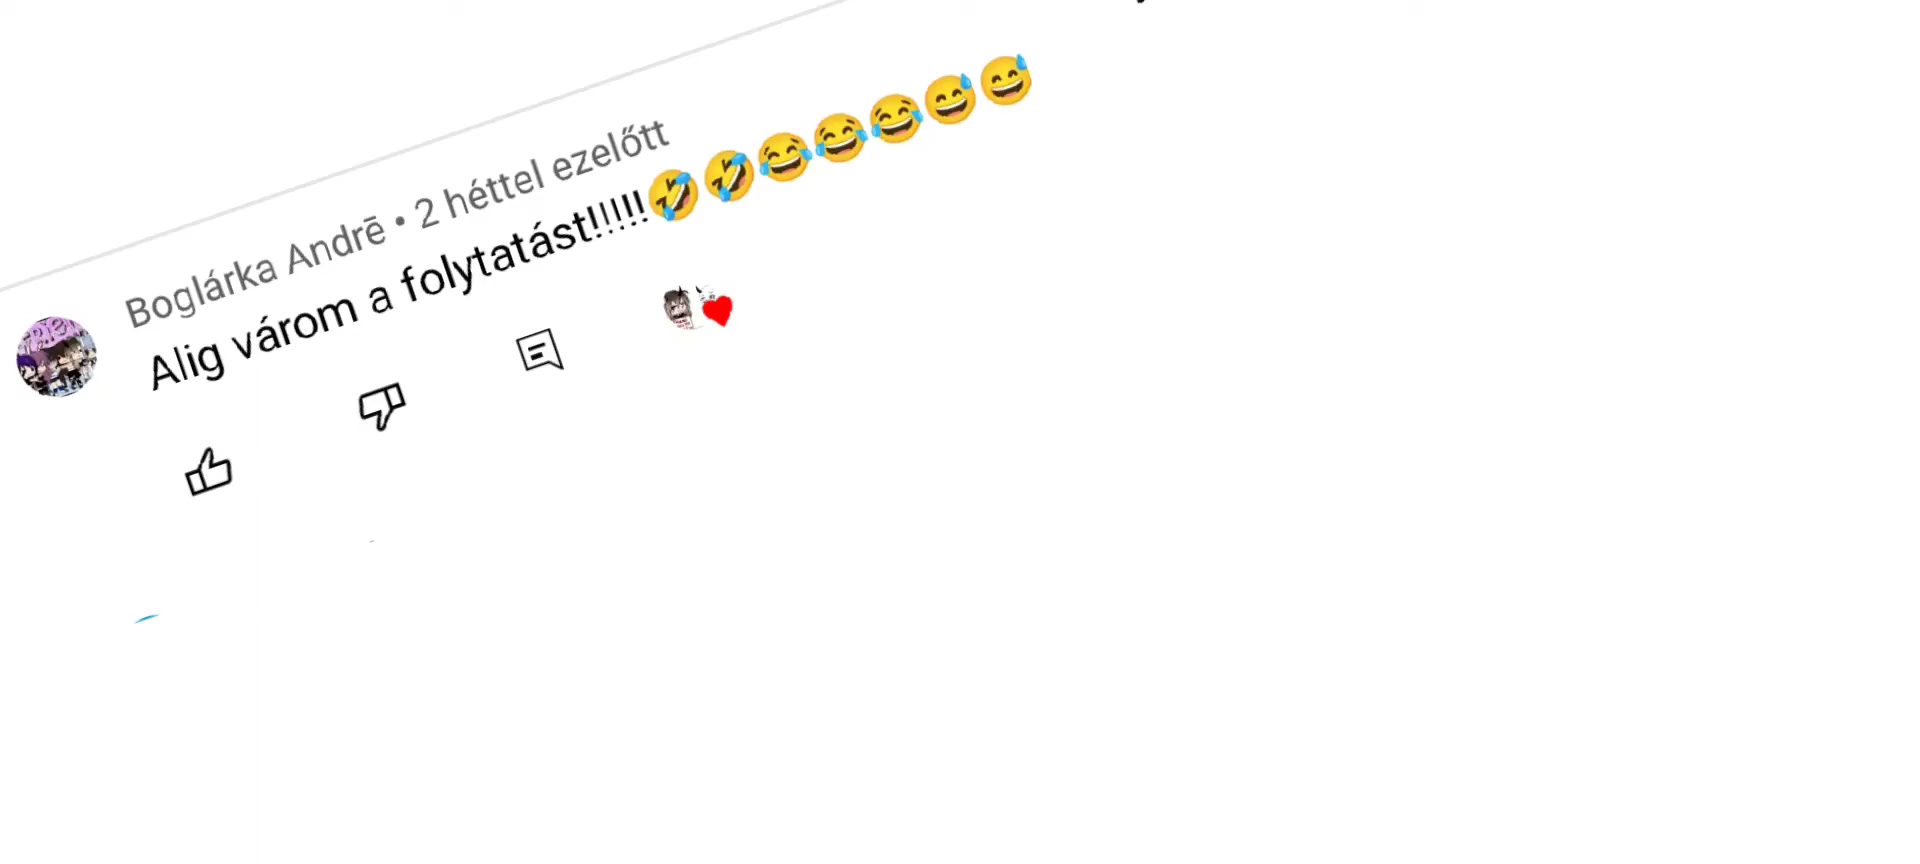 Boglárka Andrē • 2 héttel ezelőtt
Alig várom a folytatást!!!!!🤣🤣😂😂😂😅😅